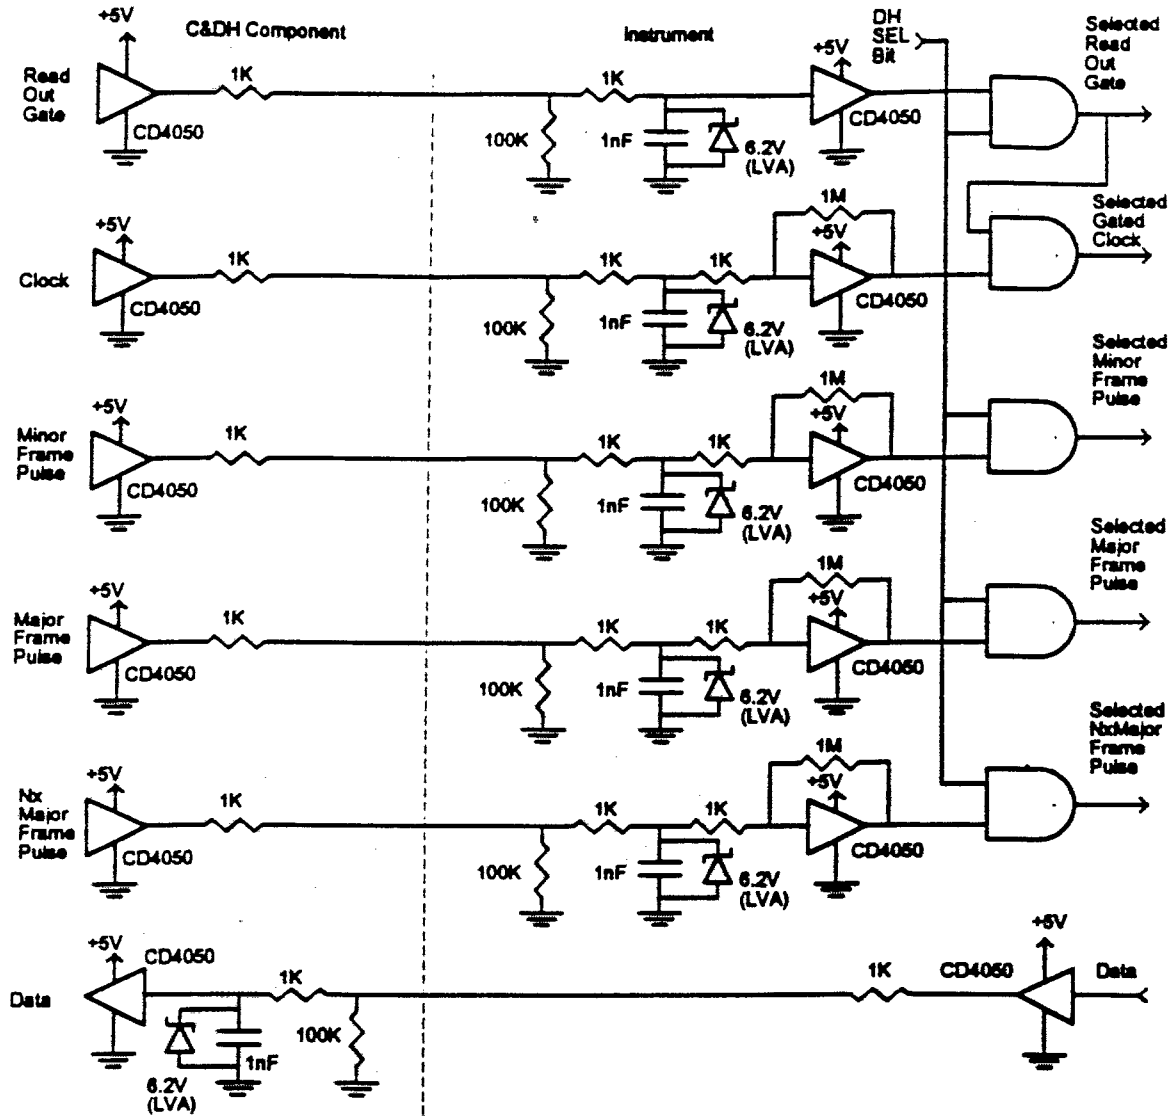 C&DH Component
Instrument
DH
SEL
Bit
Selected
Read
Out
Gate
+5V
Read
Out
Gate
1K
CD4050
100K
1K
1nF
6.2V
(LVA)
+5V
CD4050
+5V
Clock
1K
CD4050
100K
1K
1K
1nF
6.2V
(LVA)
1M
+5V
CD4050
Selected
Gated
Clock
+5V
Minor
Frame
Pulse
1K
CD4050
100K
1K
1K
1nF
6.2V
(LVA)
1M
+5V
CD4050
Selected
Minor
Frame
Pulse
+5V
Major
Frame
Pulse
1K
CD4050
100K
1K
1K
1nF
6.2V
(LVA)
1M
+5V
CD4050
Selected
Major
Frame
Pulse
+5V
Nx
Major
Frame
Pulse
1K
CD4050
100K
1K
1K
1nF
6.2V
(LVA)
1M
+5V
CD4050
Selected
NxMajor
Frame
Pulse
+5V
CD4050
Data
1K
100K
1nF
6.2V
(LVA)
1K
CD4050
+5V
Data